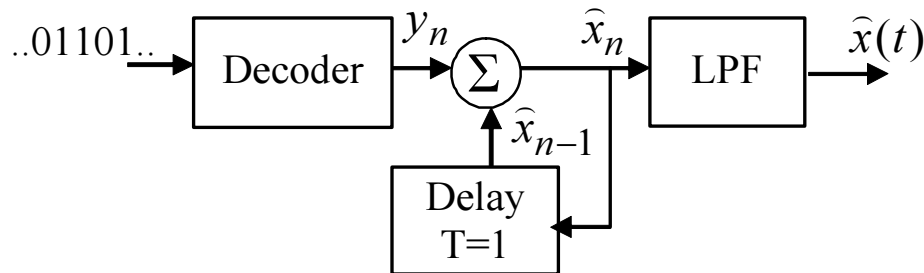 ..01101..
Decoder
yₙ
Σ
x̂ₙ
LPF
x̂(t)
x̂ₙ₋₁
Delay
T=1